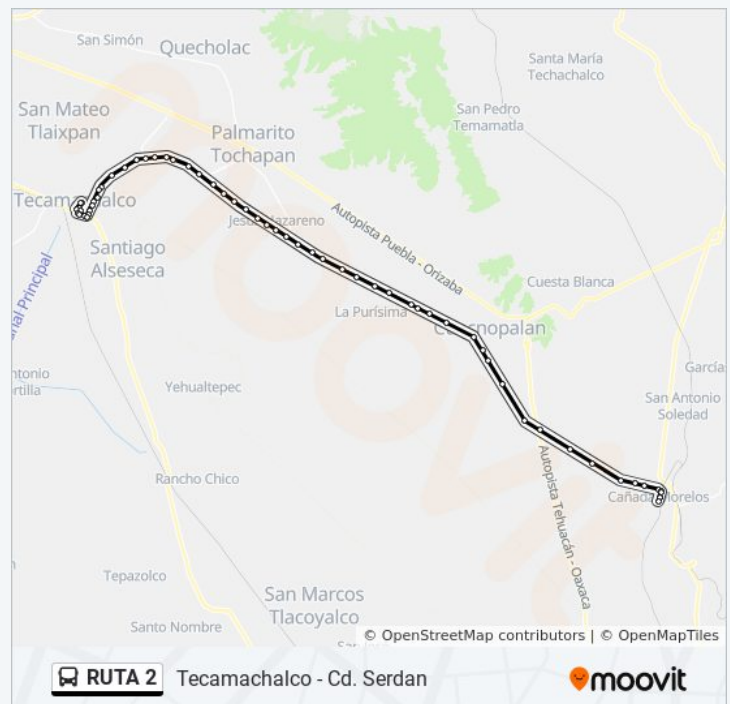 San Simón
Quecholac
Santa María
Techachalco
San Mateo
Tlaixpan
San Pedro
Temamatla
Palmarito
Tochapan
Tecamachalco
Autopista Puebla - Orizaba
Santiago
Alseseca
Cuesta Blanca
La Purísima
Yehualtepec
García
San Antonio
Soledad
Rancho Chico
Cañada Morelos
Autopista Tehuacán - Oaxaca
Tepazolco
San Marcos
Tlacoyalco
Santo Nombre
© OpenStreetMap contributors | © OpenMapTiles
RUTA 2 Tecamachalco - Cd. Serdan
moovit